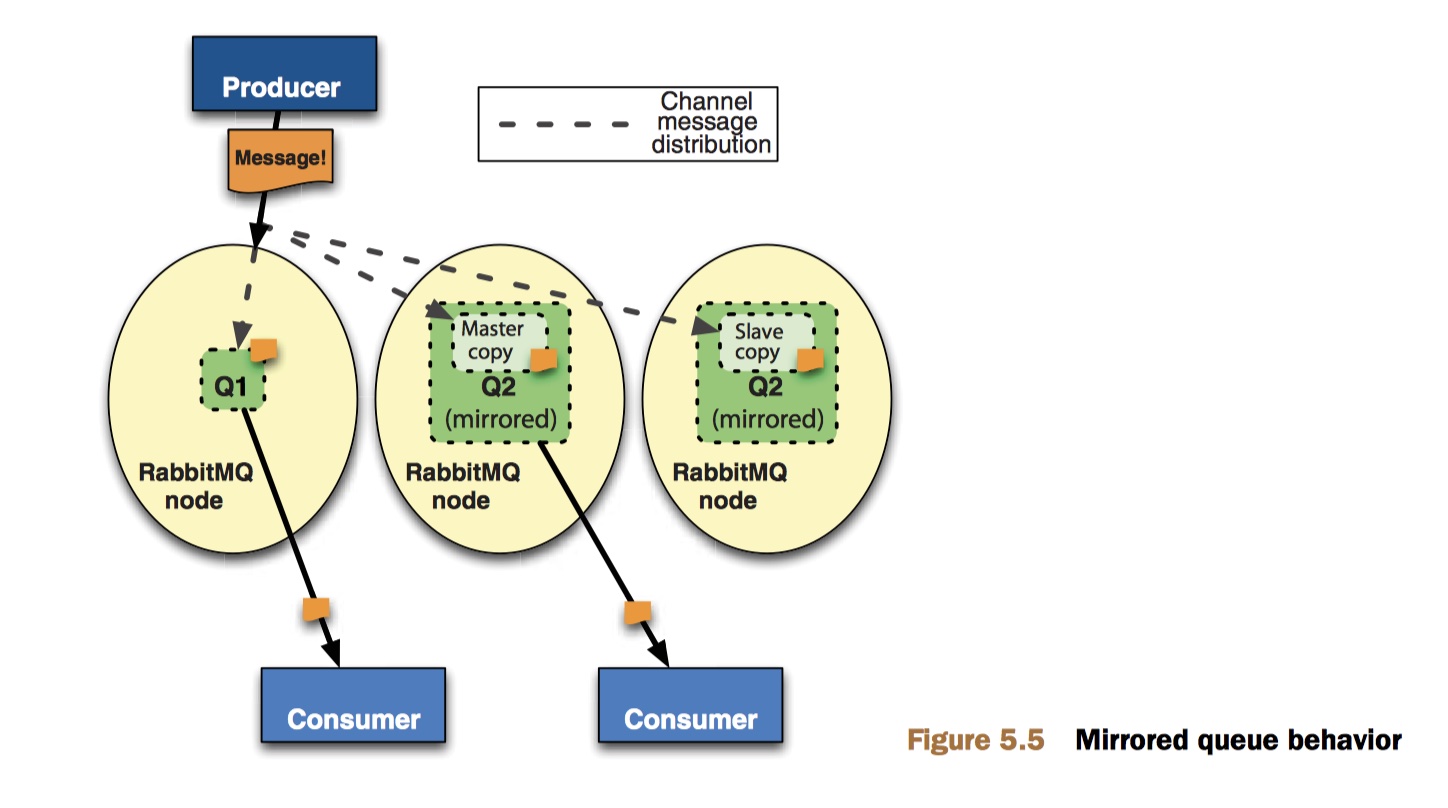 Producer
Message!
Channel
message
distribution
Q1
RabbitMQ
node
Master
copy
Q2
(mirrored)
RabbitMQ
node
Slave
copy
Q2
(mirrored)
RabbitMQ
node
Consumer
Consumer
Figure 5.5 Mirrored queue behavior